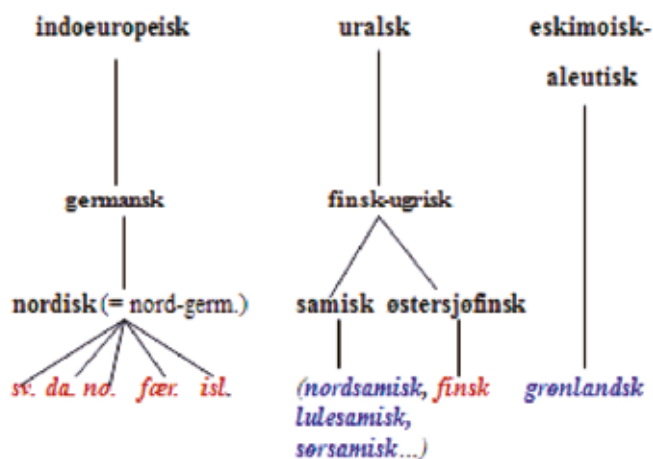 indoeuropeisk uralsk eskimoisk-
aleutisk
germansk finsk-ugrisk
nordisk (= nord-germ.) samisk østersjøfinsk
sv. da. no. fær. isl. (nordsamisk, finsk grønlandsk
lulesamisk,
sørsamisk...)